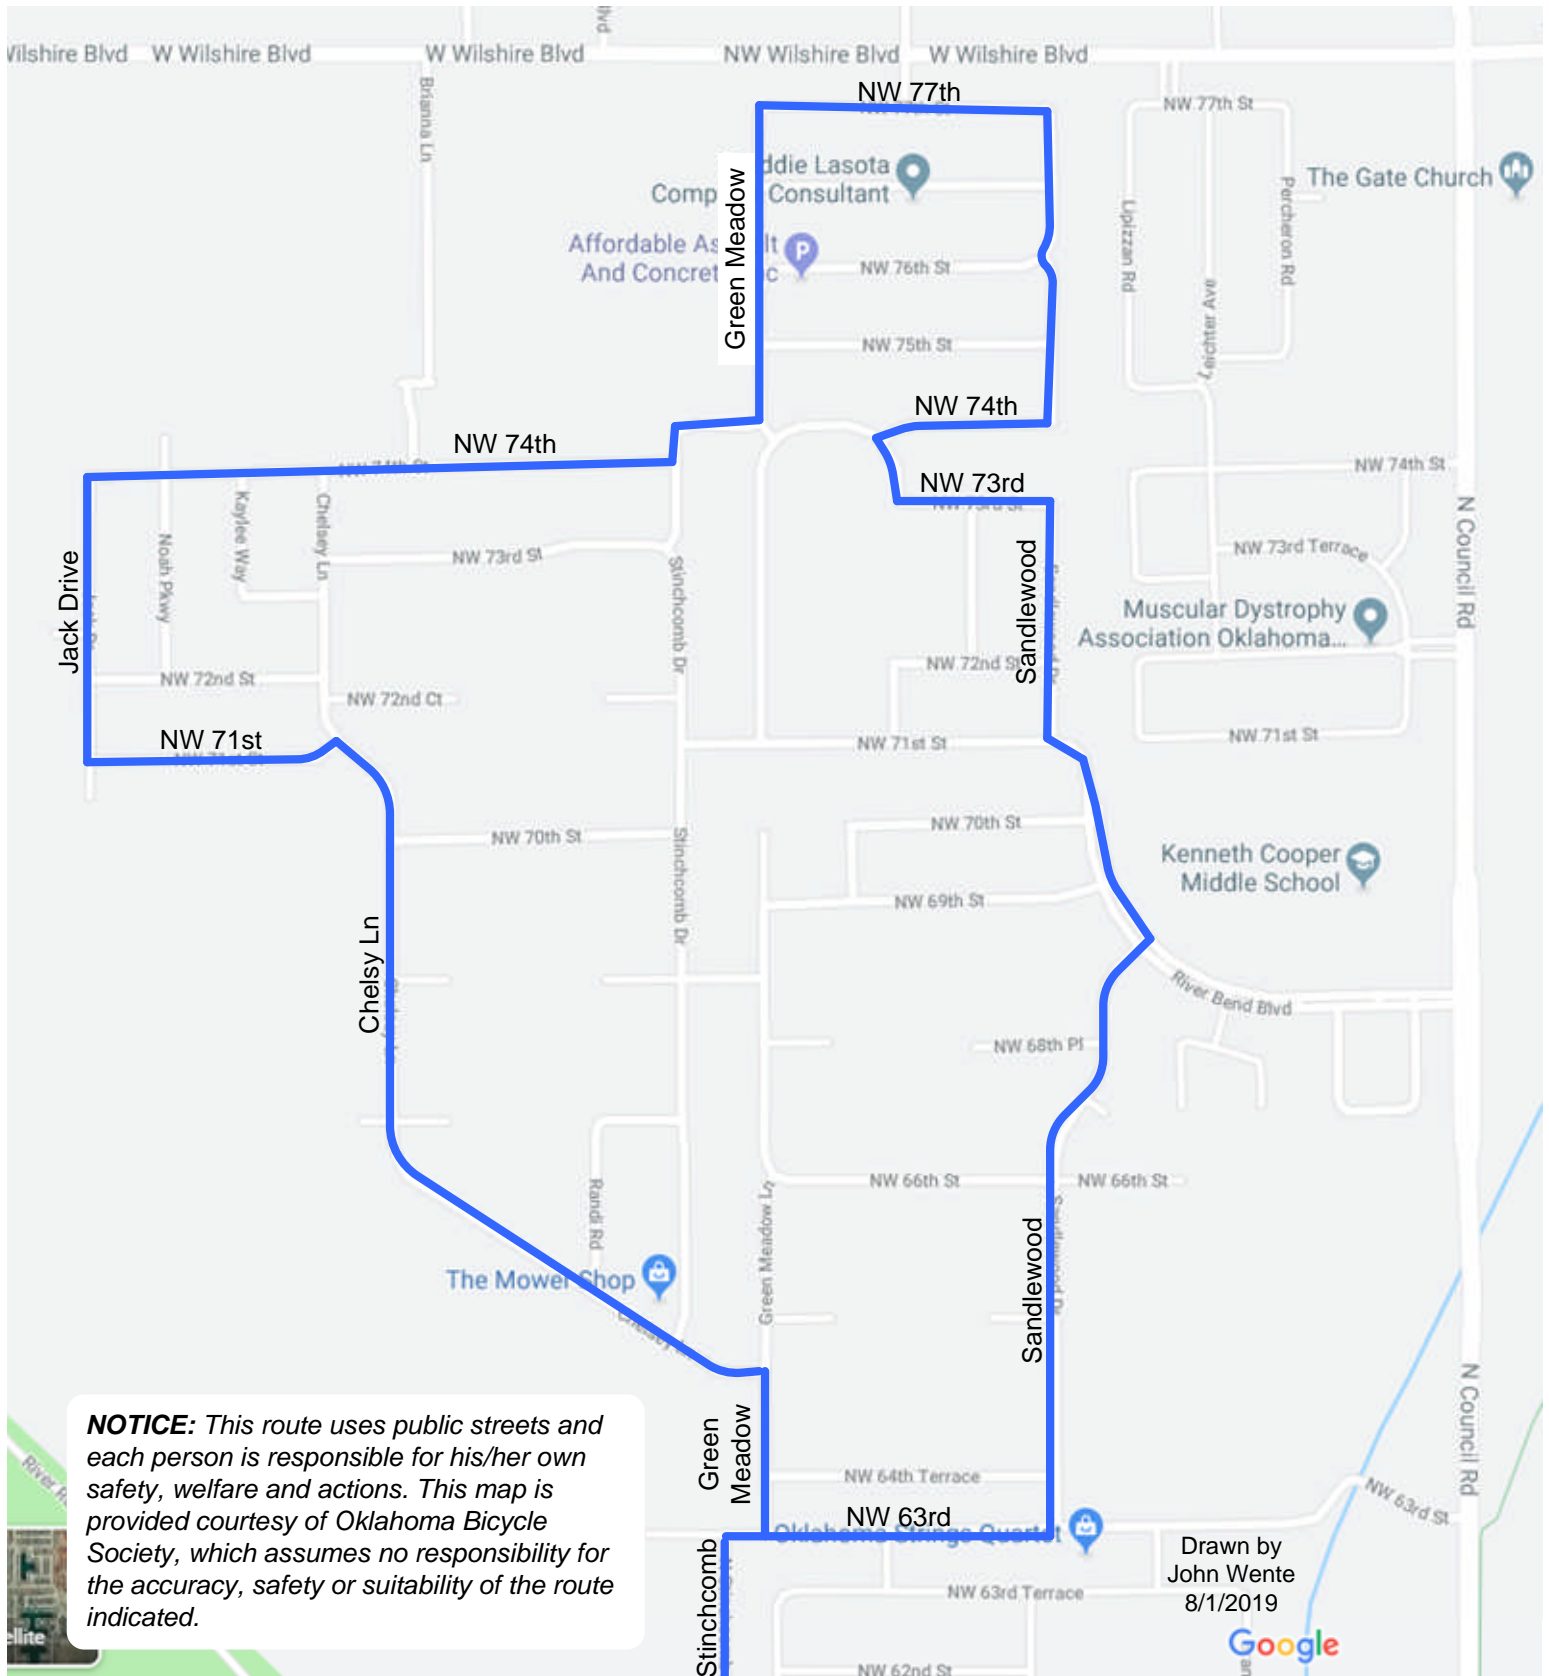 Wilshire Blvd
W Wilshire Blvd
W Wilshire Blvd
NW Wilshire Blvd
W Wilshire Blvd
Brianna Ln
NW 77th
NW 77th St
ddie Lasota
Consultant
The Gate Church
Green Meadow
Lipizzan Rd
Percheron Rd
Leichter Ave
Affordable As
And Concret
NW 76th St
NW 75th St
NW 74th
NW 74th
NW 74th St
NW 73rd
Jack Drive
Noah Pkwy
Kaylee Way
Chelsey Ln
NW 73rd St
Stinchcomb Dr
Sandlewood
NW 73rd Terrace
N Council Rd
Muscular Dystrophy
Association Oklahoma...
NW 72nd St
NW 72nd Ct
NW 72nd St
NW 71st
NW 71st St
NW 71st St
NW 70th St
Stinchcomb Dr
NW 70th St
Kenneth Cooper
Middle School
NW 69th St
Chelsy Ln
River Bend Blvd
NW 68th Pl
Randi Rd
Green Meadow Ln
NW 66th St
NW 66th St
The Mower Shop
Sandlewood
N Council Rd
Green
Meadow
NW 64th Terrace
NW 63rd
NW 63rd St
Oklahoma Strings Quartet
Stinchcomb
NW 63rd Terrace
NW 62nd St
NOTICE: This route uses public streets and
each person is responsible for his/her own
safety, welfare and actions. This map is
provided courtesy of Oklahoma Bicycle
Society, which assumes no responsibility for
the accuracy, safety or suitability of the route
indicated.
Drawn by
John Wente
8/1/2019
Google